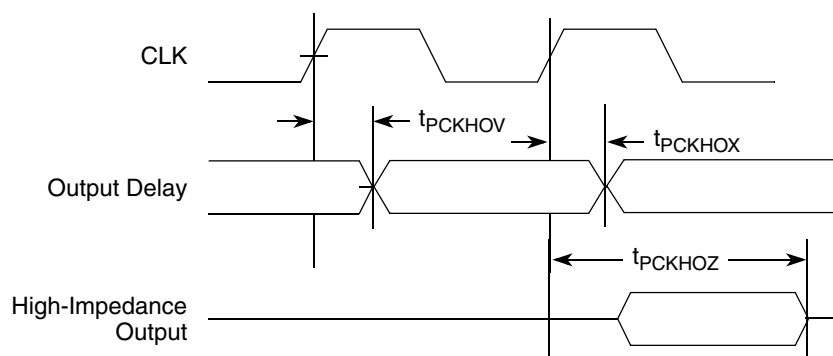 CLK
tPCKHOV
tPCKHOX
Output Delay
tPCKHOZ
High-Impedance
Output